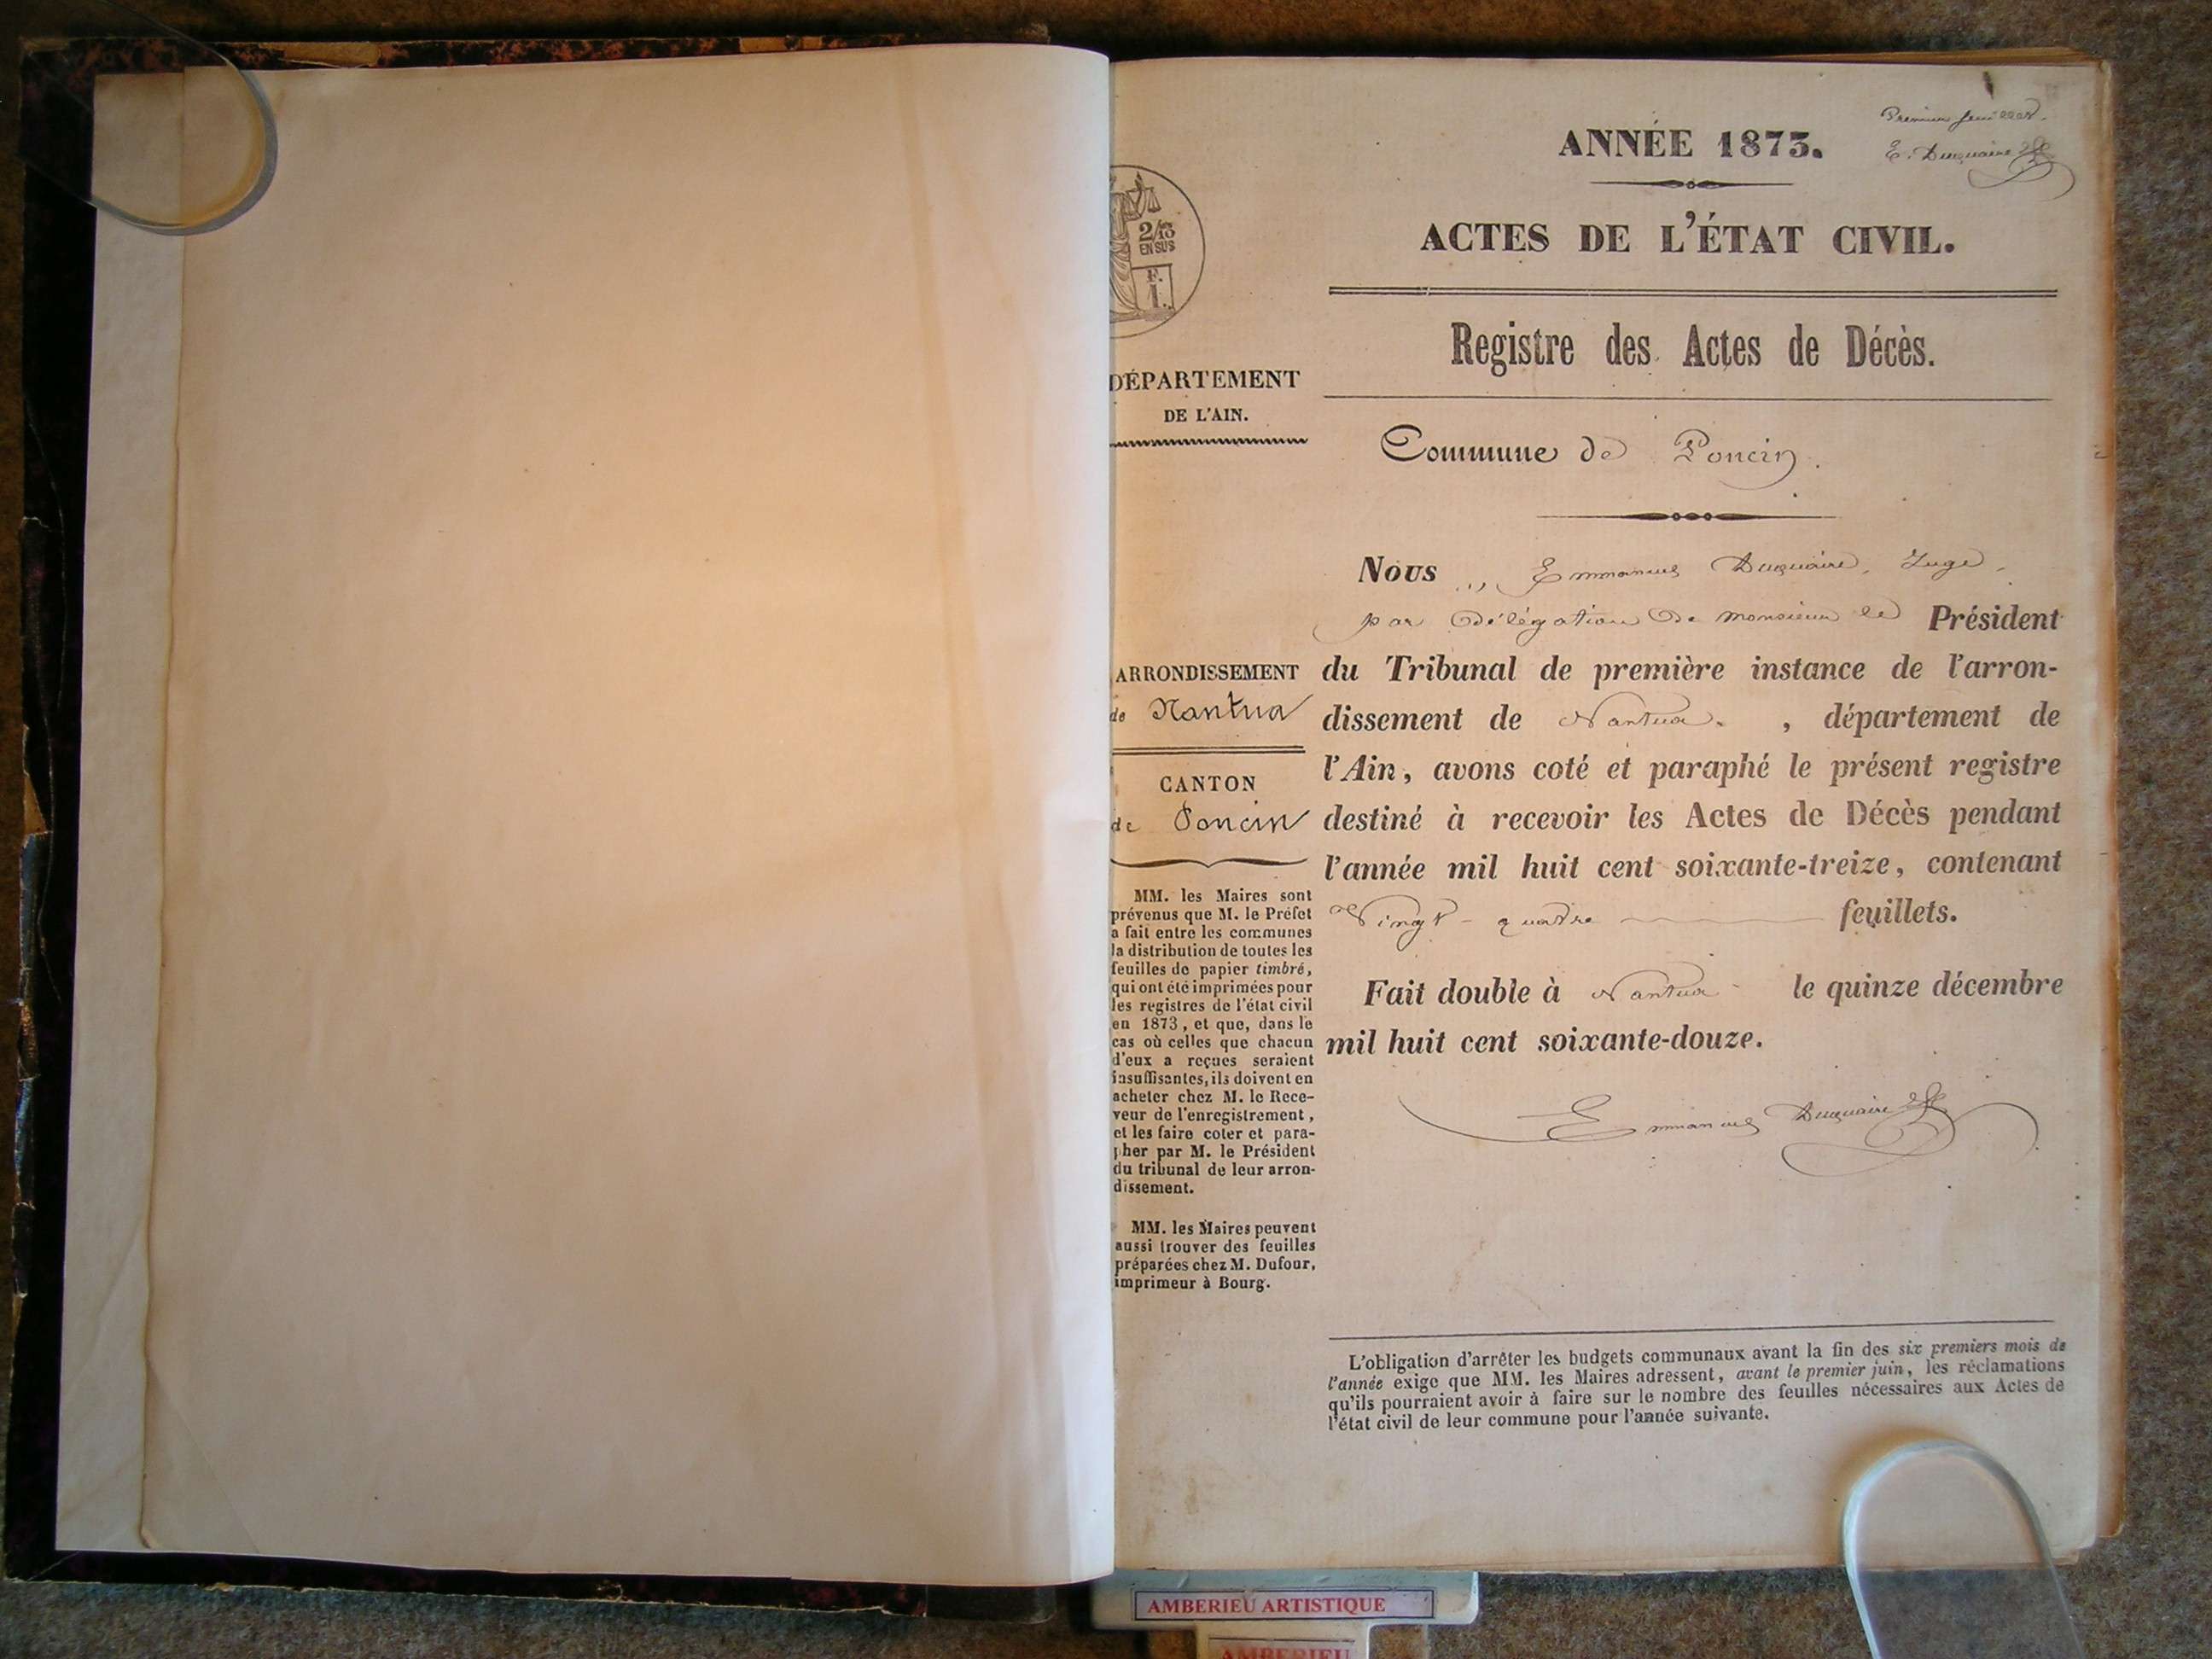 Premier feuillet.
E. Duquaire
ANNÉE 1873.
ACTES DE L'ÉTAT CIVIL.
2/10
EN SUS
F.
1.
Registre des Actes de Décès.
DÉPARTEMENT
DE L'AIN.
Commune de Poncin.
Nous Emmanuel Duquaire, Juge,
par délégation de monsieur le Président
du Tribunal de première instance de l'arron-
dissement de Nantua. , département de
l'Ain, avons coté et paraphé le présent registre
destiné à recevoir les Actes de Décès pendant
l'année mil huit cent soixante-treize, contenant
Vingt-quatre feuillets.
Fait double à Nantua le quinze décembre
mil huit cent soixante-douze.
Emmanuel Duquaire
ARRONDISSEMENT
de Nantua
CANTON
de Poncin
MM. les Maires sont
prévenus que M. le Préfet
a fait entre les communes
la distribution de toutes les
feuilles de papier timbré,
qui ont été imprimées pour
les registres de l'état civil
en 1873, et que, dans le
cas où celles que chacun
d'eux a reçues seraient
insuffisantes, ils doivent en
acheter chez M. le Rece-
veur de l'enregistrement,
et les faire coter et para-
pher par M. le Président
du tribunal de leur arron-
dissement.
MM. les Maires peuvent
aussi trouver des feuilles
préparées chez M. Dufour,
imprimeur à Bourg.
L'obligation d'arrêter les budgets communaux avant la fin des six premiers mois de
l'année exige que MM. les Maires adressent, avant le premier juin, les réclamations
qu'ils pourraient avoir à faire sur le nombre des feuilles nécessaires aux Actes de
l'état civil de leur commune pour l'année suivante.
AMBERIEU ARTISTIQUE
AMBERIEU